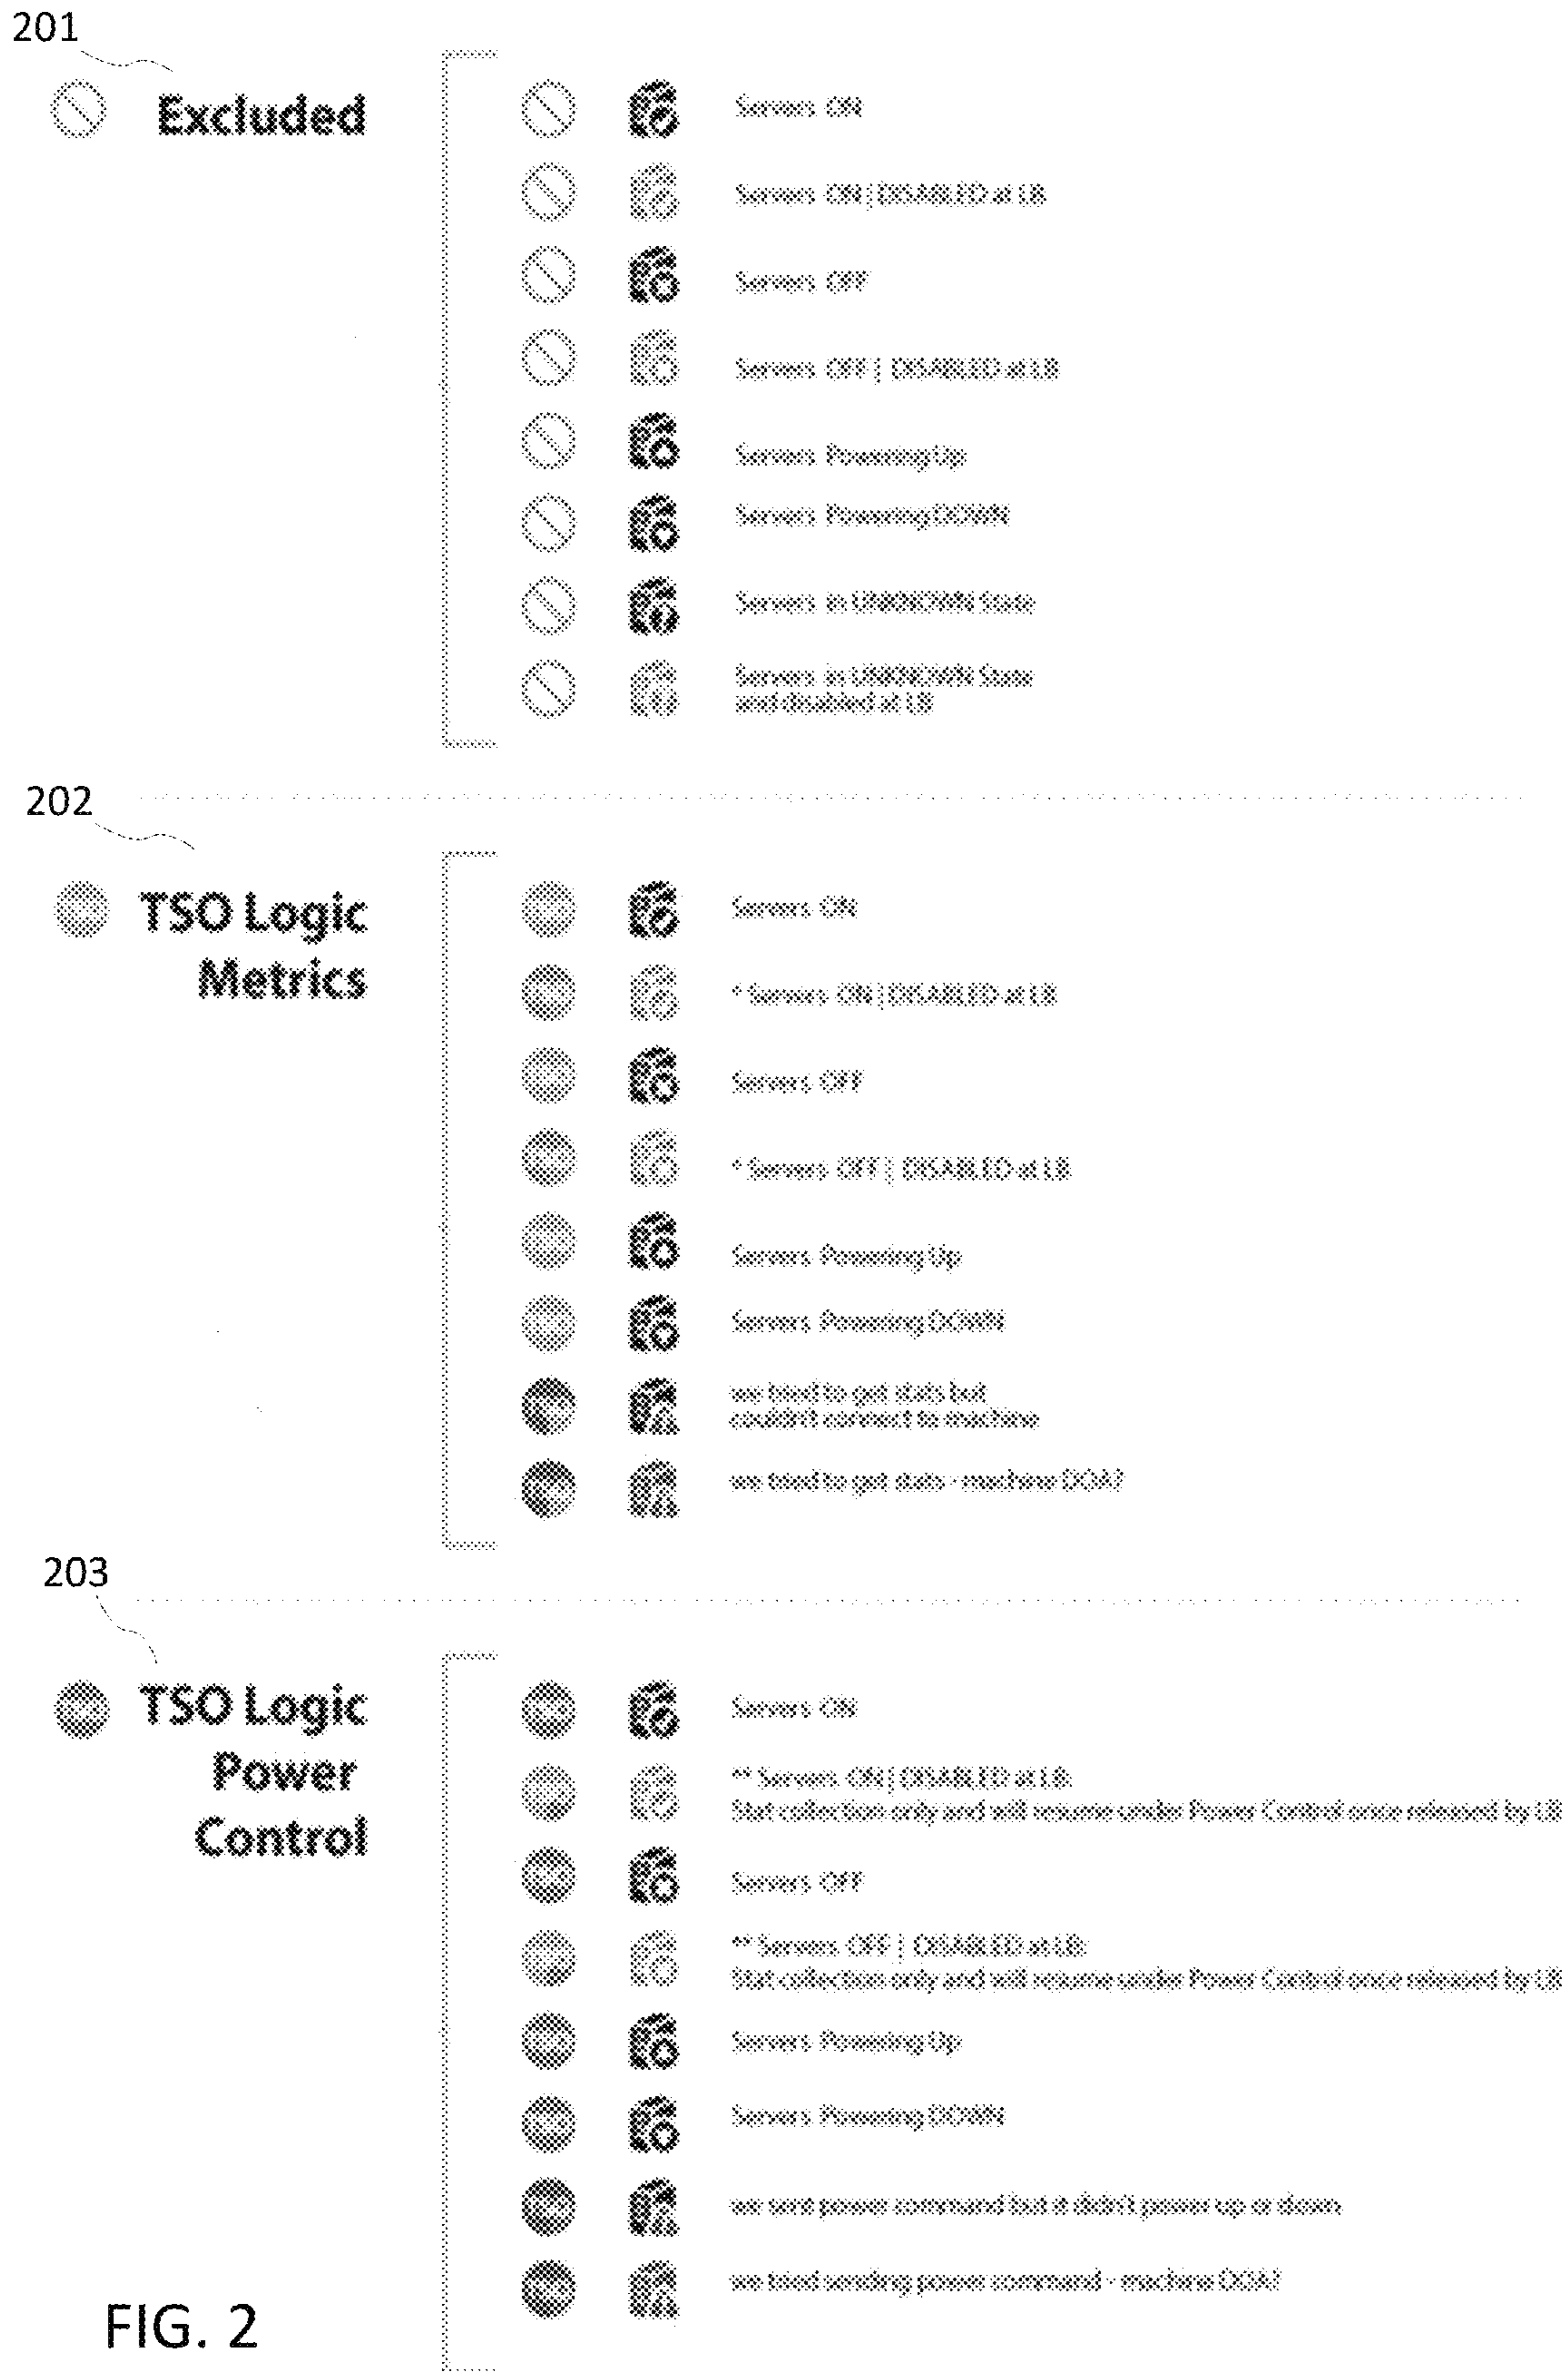 201
Excluded
Servers ON
Servers ON | DISABLED at LB
Servers OFF
Servers OFF | DISABLED at LB
Servers Powering Up
Servers Powering DOWN
Servers in UNKNOWN State
Servers in UNKNOWN State
and disabled at LB
202
TSO Logic
Metrics
Servers ON
* Servers ON | DISABLED at LB
Servers OFF
* Servers OFF | DISABLED at LB
Servers Powering Up
Servers Powering DOWN
we tried to get stats but
couldn't connect to machine
we tried to get stats - machine DOA?
203
TSO Logic
Power
Control
Servers ON
** Servers ON | DISABLED at LB
Stat collection only and will resume under Power Control once released by LB
Servers OFF
** Servers OFF | DISABLED at LB
Stat collection only and will resume under Power Control once released by LB
Servers Powering Up
Servers Powering DOWN
we sent power command but it didn't power up or down
we tried sending power command - machine DOA?
FIG. 2